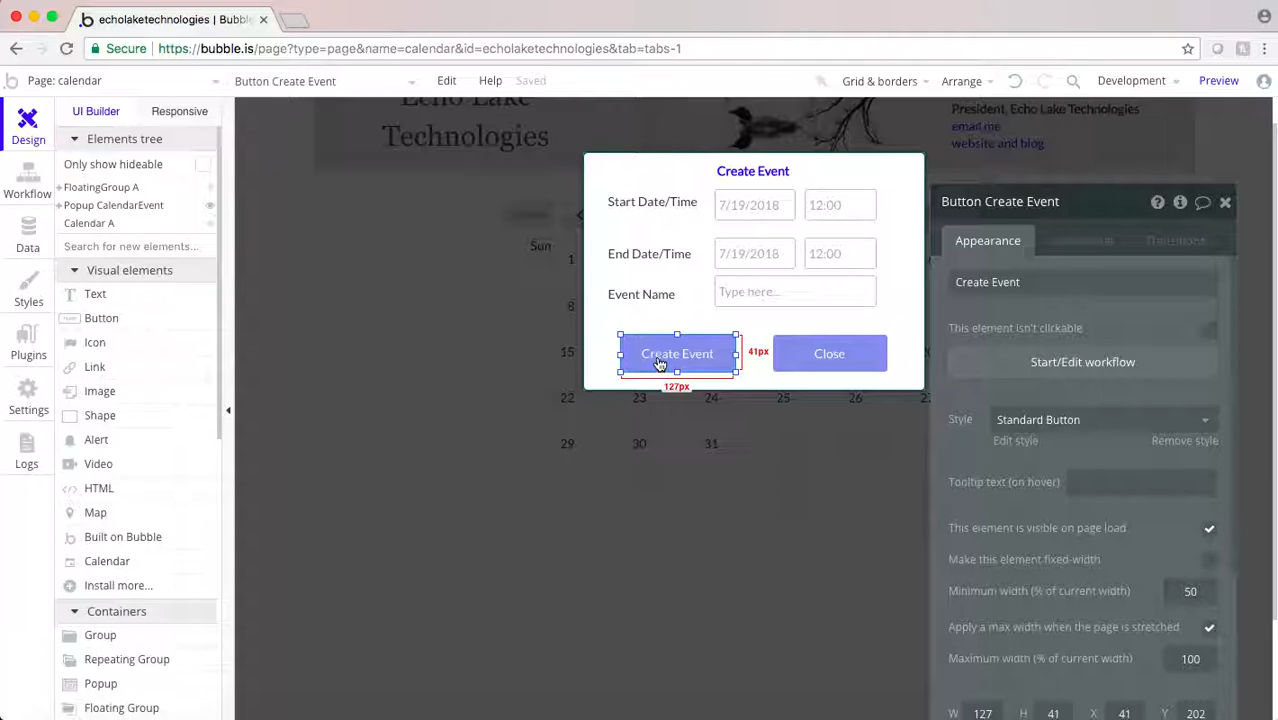 echolaketechnologies | Bubble
Secure
https://bubble.is/page?type=page&name=calendar&id=echolaketechnologies&tab=tabs-1
Page: calendar
Button Create Event
Edit
Help
Saved
Grid & borders
Arrange
Development
Preview
Design
Workflow
Data
Styles
Plugins
Settings
Logs
UI Builder
Responsive
Elements tree
Only show hideable
FloatingGroup A
Popup CalendarEvent
Calendar A
Search for new elements...
Visual elements
Text
Button
Icon
Link
Image
Shape
Alert
Video
HTML
Map
Built on Bubble
Calendar
Install more...
Containers
Group
Repeating Group
Popup
Floating Group
Echo Lake
Technologies
President, Echo Lake Technologies
email me
website and blog
Sun
1
8
15
22 23 24 25 26 27
29 30 31
Create Event
Start Date/Time
7/19/2018
12:00
End Date/Time
7/19/2018
12:00
Event Name
Type here...
Create Event
Close
41px
127px
Button Create Event
Appearance
Transitions
Create Event
This element isn't clickable
Start/Edit workflow
Style
Standard Button
Edit style
Remove style
Tooltip text (on hover)
This element is visible on page load
Make this element fixed-width
Minimum width (% of current width)
50
Apply a max width when the page is stretched
Maximum width (% of current width)
100
W 127 H 41 X 41 Y 202